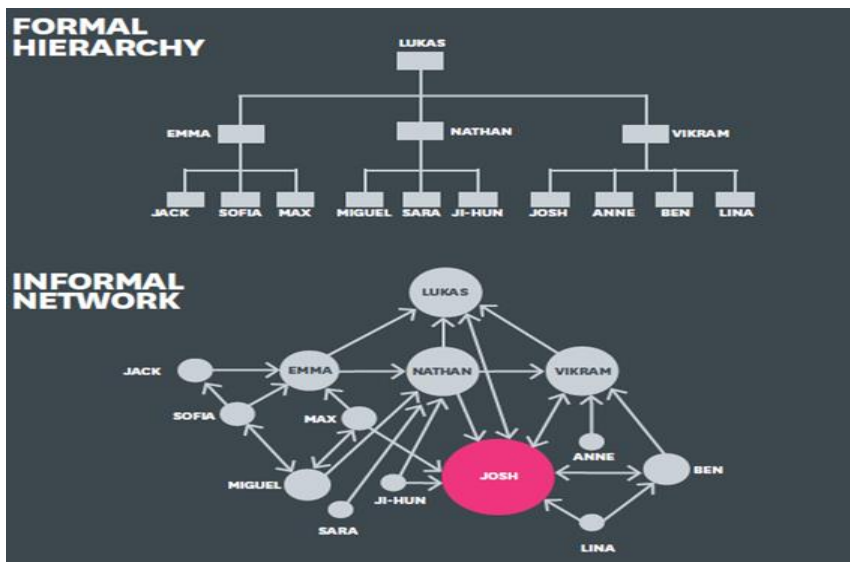 FORMAL
HIERARCHY
LUKAS
EMMA
NATHAN
VIKRAM
JACK
SOFIA
MAX
MIGUEL
SARA
JI-HUN
JOSH
ANNE
BEN
LINA
INFORMAL
NETWORK
LUKAS
JACK
EMMA
NATHAN
VIKRAM
SOFIA
MAX
ANNE
BEN
JOSH
MIGUEL
JI-HUN
SARA
LINA